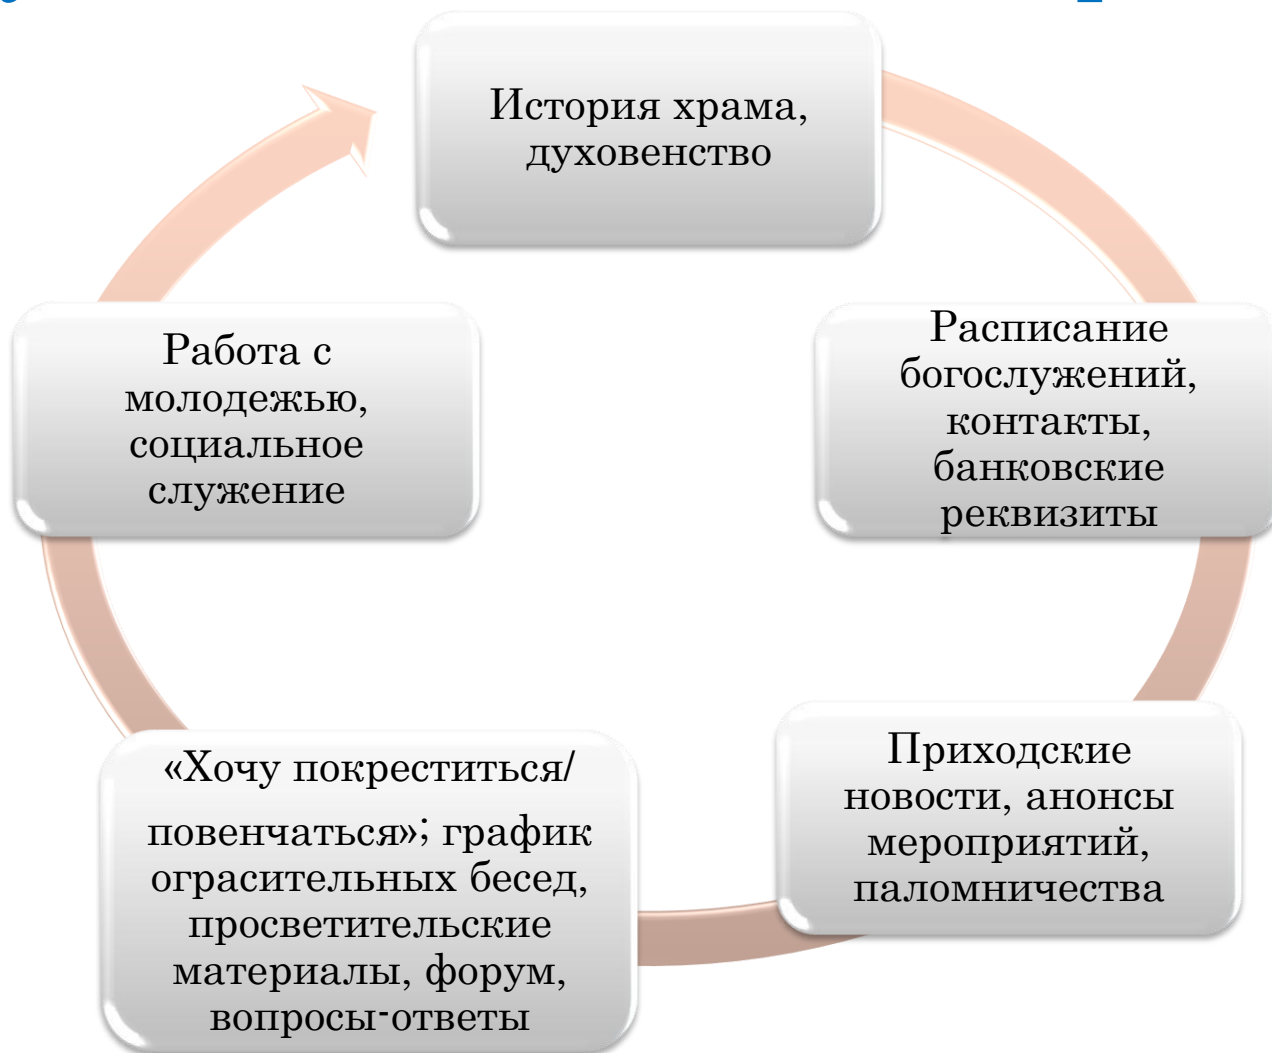 История храма,
духовенство
Расписание
богослужений,
контакты,
банковские
реквизиты
Приходские
новости, анонсы
мероприятий,
паломничества
«Хочу покреститься/
повенчаться»; график
ограсительных бесед,
просветительские
материалы, форум,
вопросы-ответы
Работа с
молодежью,
социальное
служение